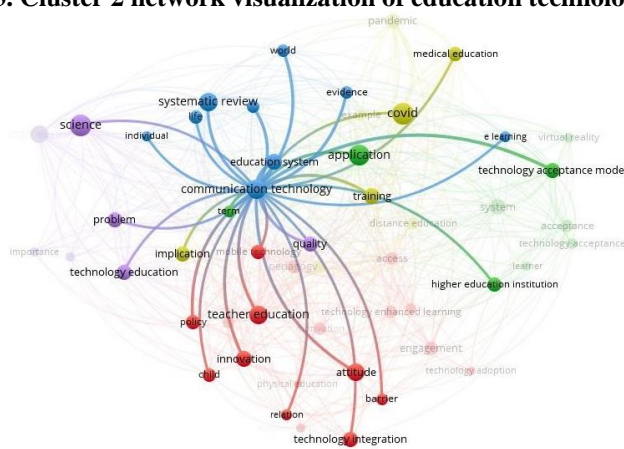 . Cluster 2 network visualization of education technolo
pandemic
world
medical education
evidence
systematic review
example
covid
life
science
individual
e learning
virtual reality
application
education system
technology acceptance mode
communication technology
training
system
term
problem
distance education
acceptance
quality
technology acceptance
importance
implication
mobile technology
access
pedagogy
learner
technology education
higher education institution
teacher education
technology enhanced learning
policy
engagement
innovation
attitude
technology adoption
child
physical education
barrier
relation
technology integration